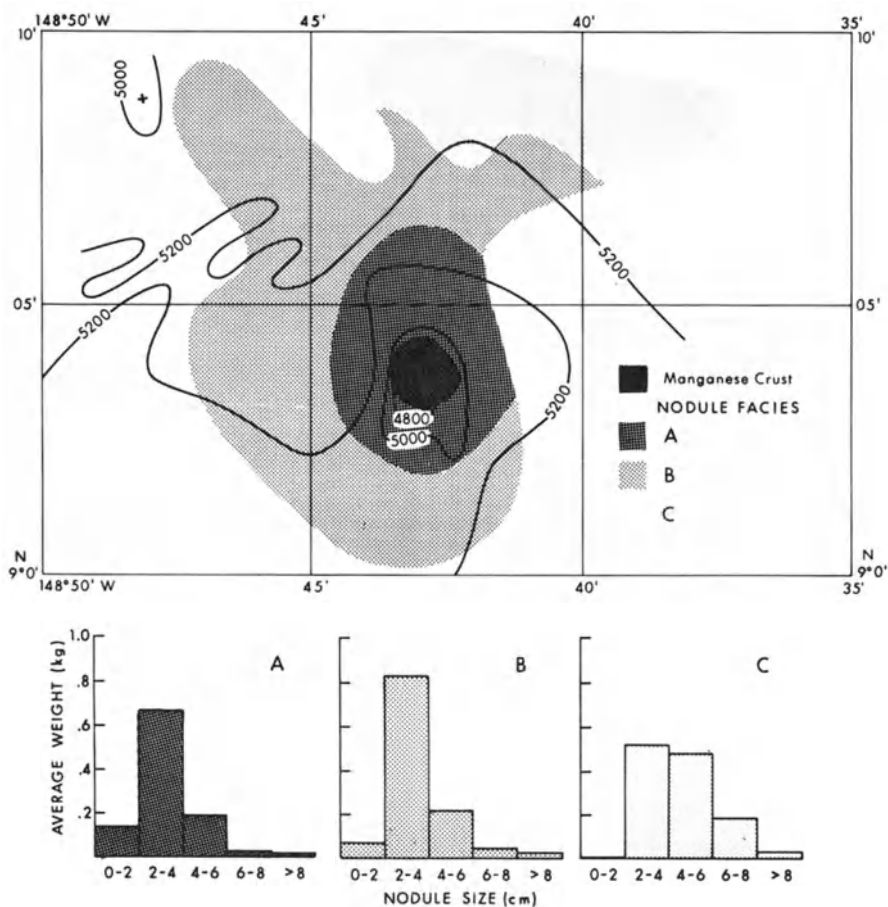 148°50' W 45' 40' 35'
10' 10'
5000
5200
5200
5200
05' 05'
5200
4800
5000
Manganese Crust
NODULE FACIES
A
B
C
N N
9°0' 9°0'
148°50' W 45' 40' 35'
AVERAGE WEIGHT (kg)
1.0
.8
.6
.4
.2
A
B
C
0-2 2-4 4-6 6-8 >8
0-2 2-4 4-6 6-8 >8
0-2 2-4 4-6 6-8 >8
NODULE SIZE (cm)